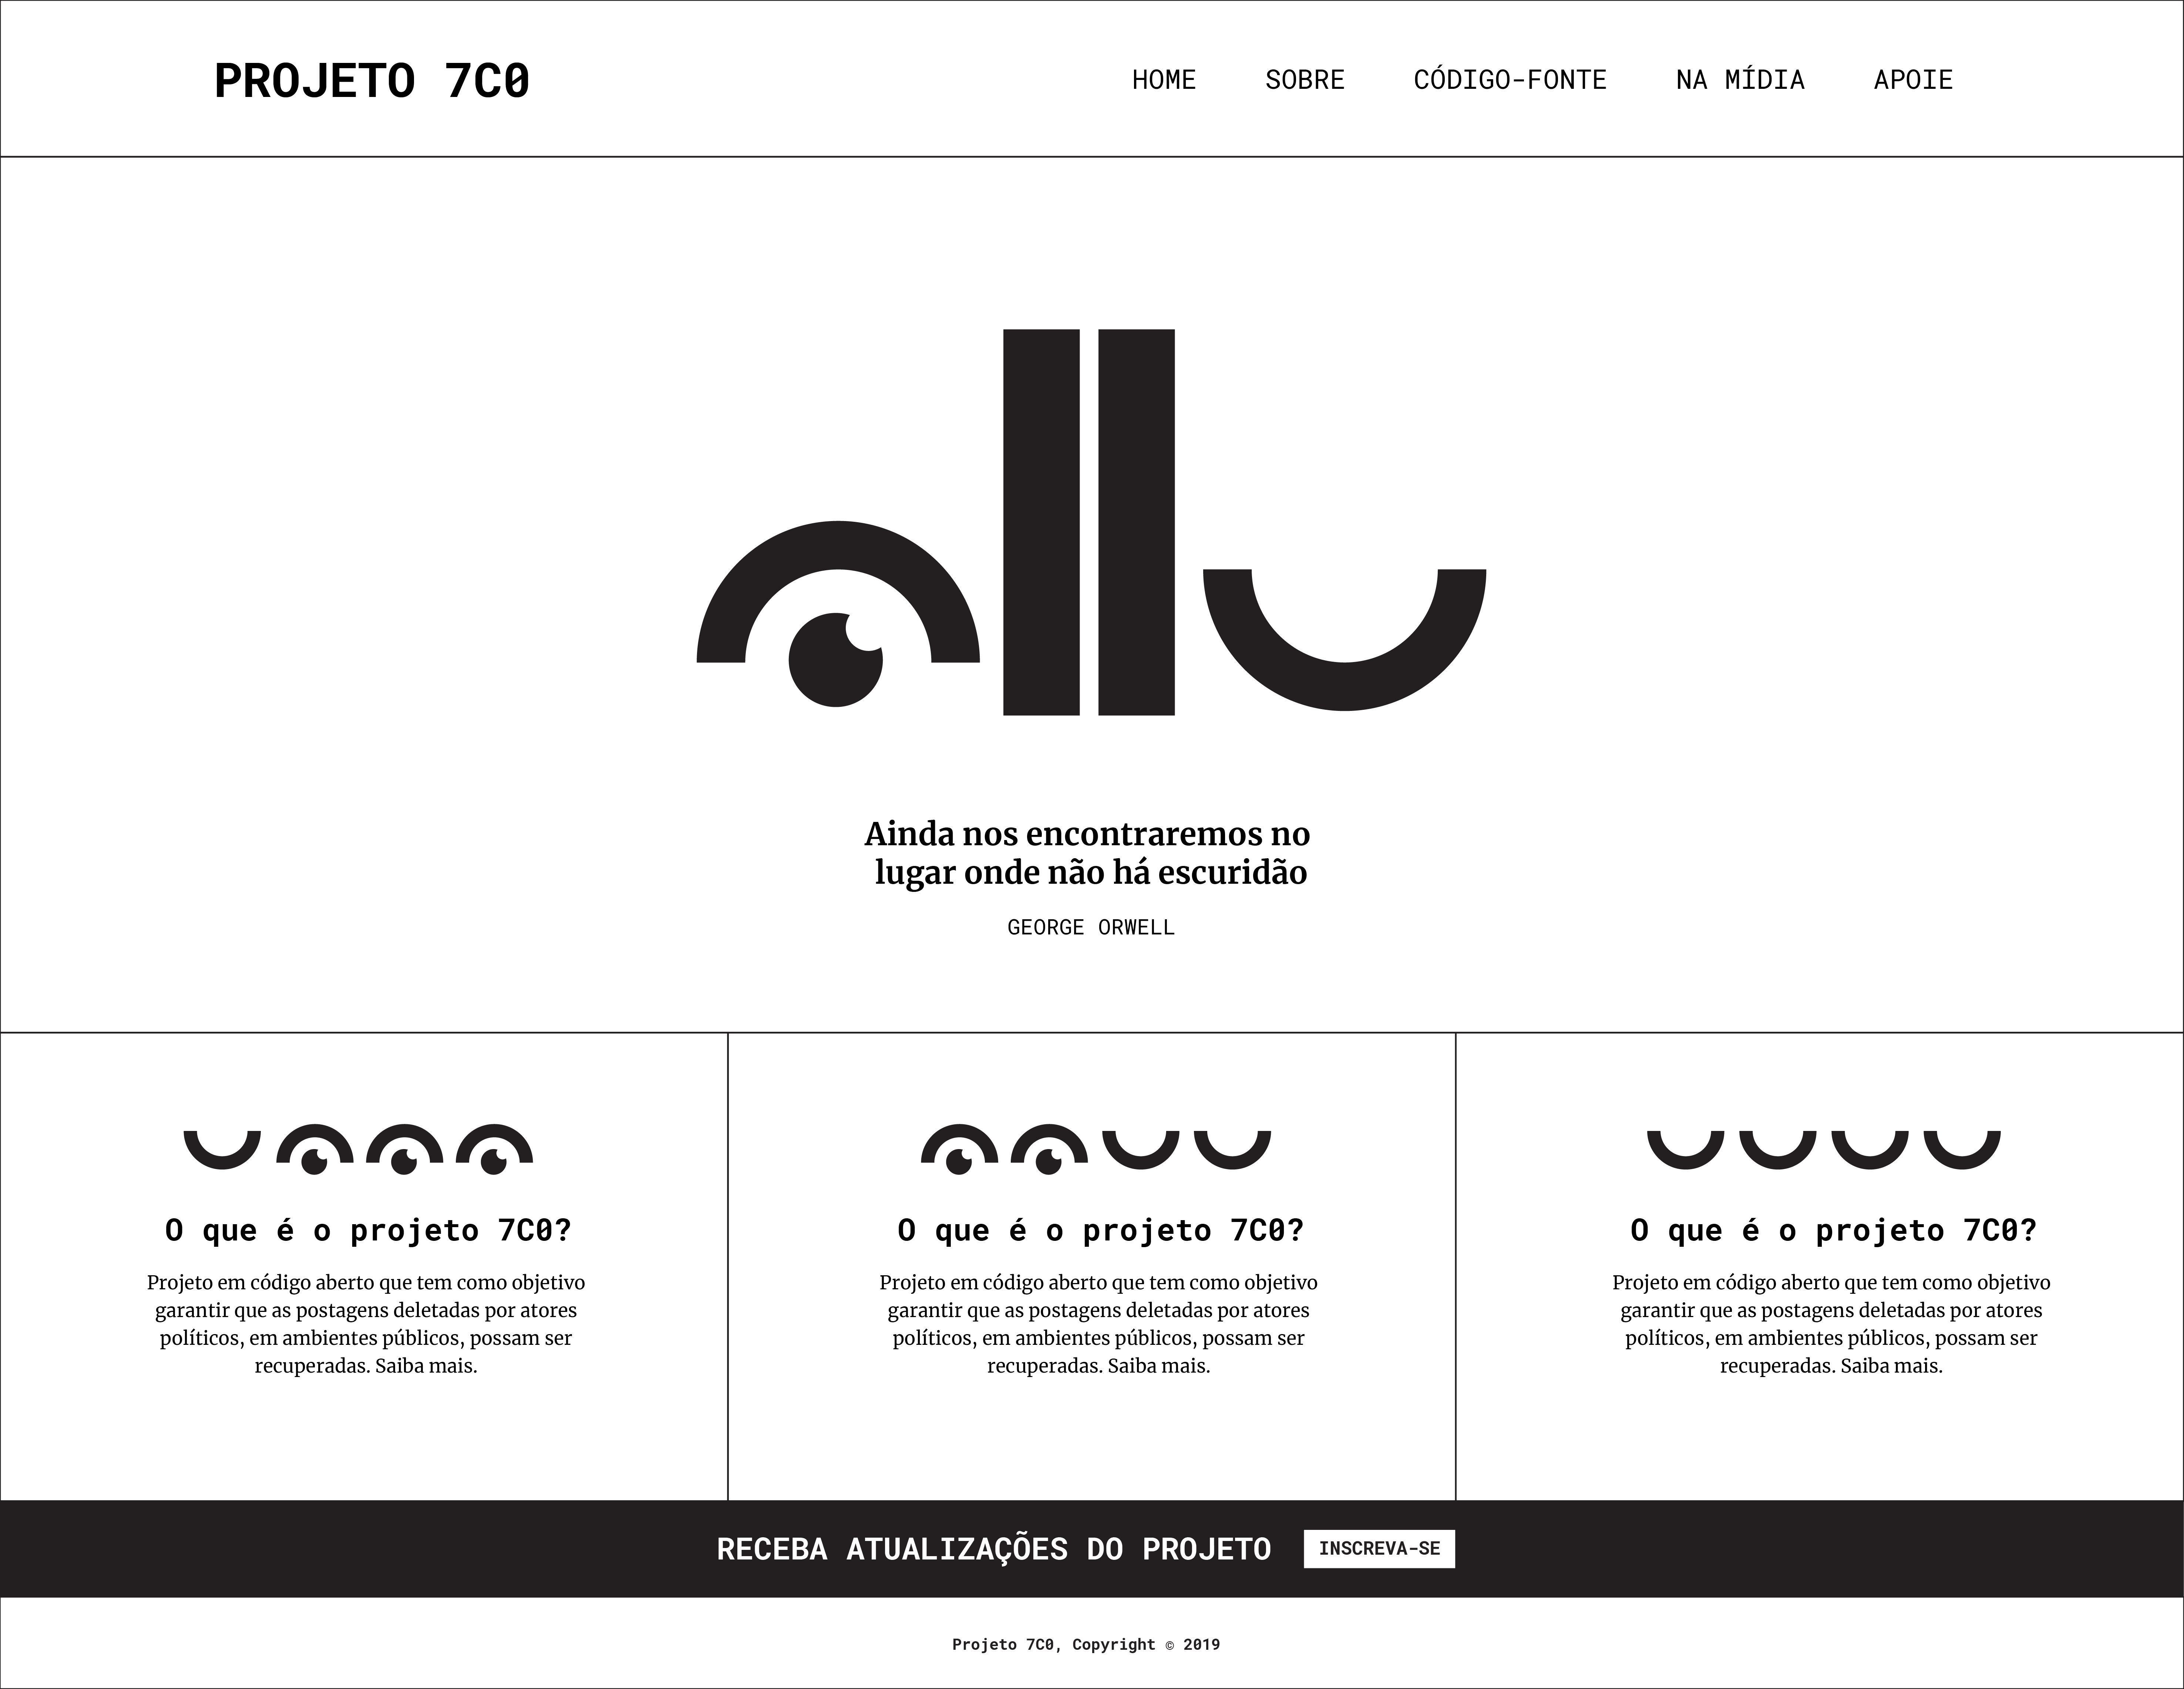 PROJETO 7C0
HOME SOBRE CÓDIGO-FONTE NA MÍDIA APOIE
Ainda nos encontraremos no
lugar onde não há escuridão
GEORGE ORWELL
O que é o projeto 7C0?
Projeto em código aberto que tem como objetivo
garantir que as postagens deletadas por atores
políticos, em ambientes públicos, possam ser
recuperadas. Saiba mais.
O que é o projeto 7C0?
Projeto em código aberto que tem como objetivo
garantir que as postagens deletadas por atores
políticos, em ambientes públicos, possam ser
recuperadas. Saiba mais.
O que é o projeto 7C0?
Projeto em código aberto que tem como objetivo
garantir que as postagens deletadas por atores
políticos, em ambientes públicos, possam ser
recuperadas. Saiba mais.
RECEBA ATUALIZAÇÕES DO PROJETO INSCREVA-SE
Projeto 7C0, Copyright © 2019